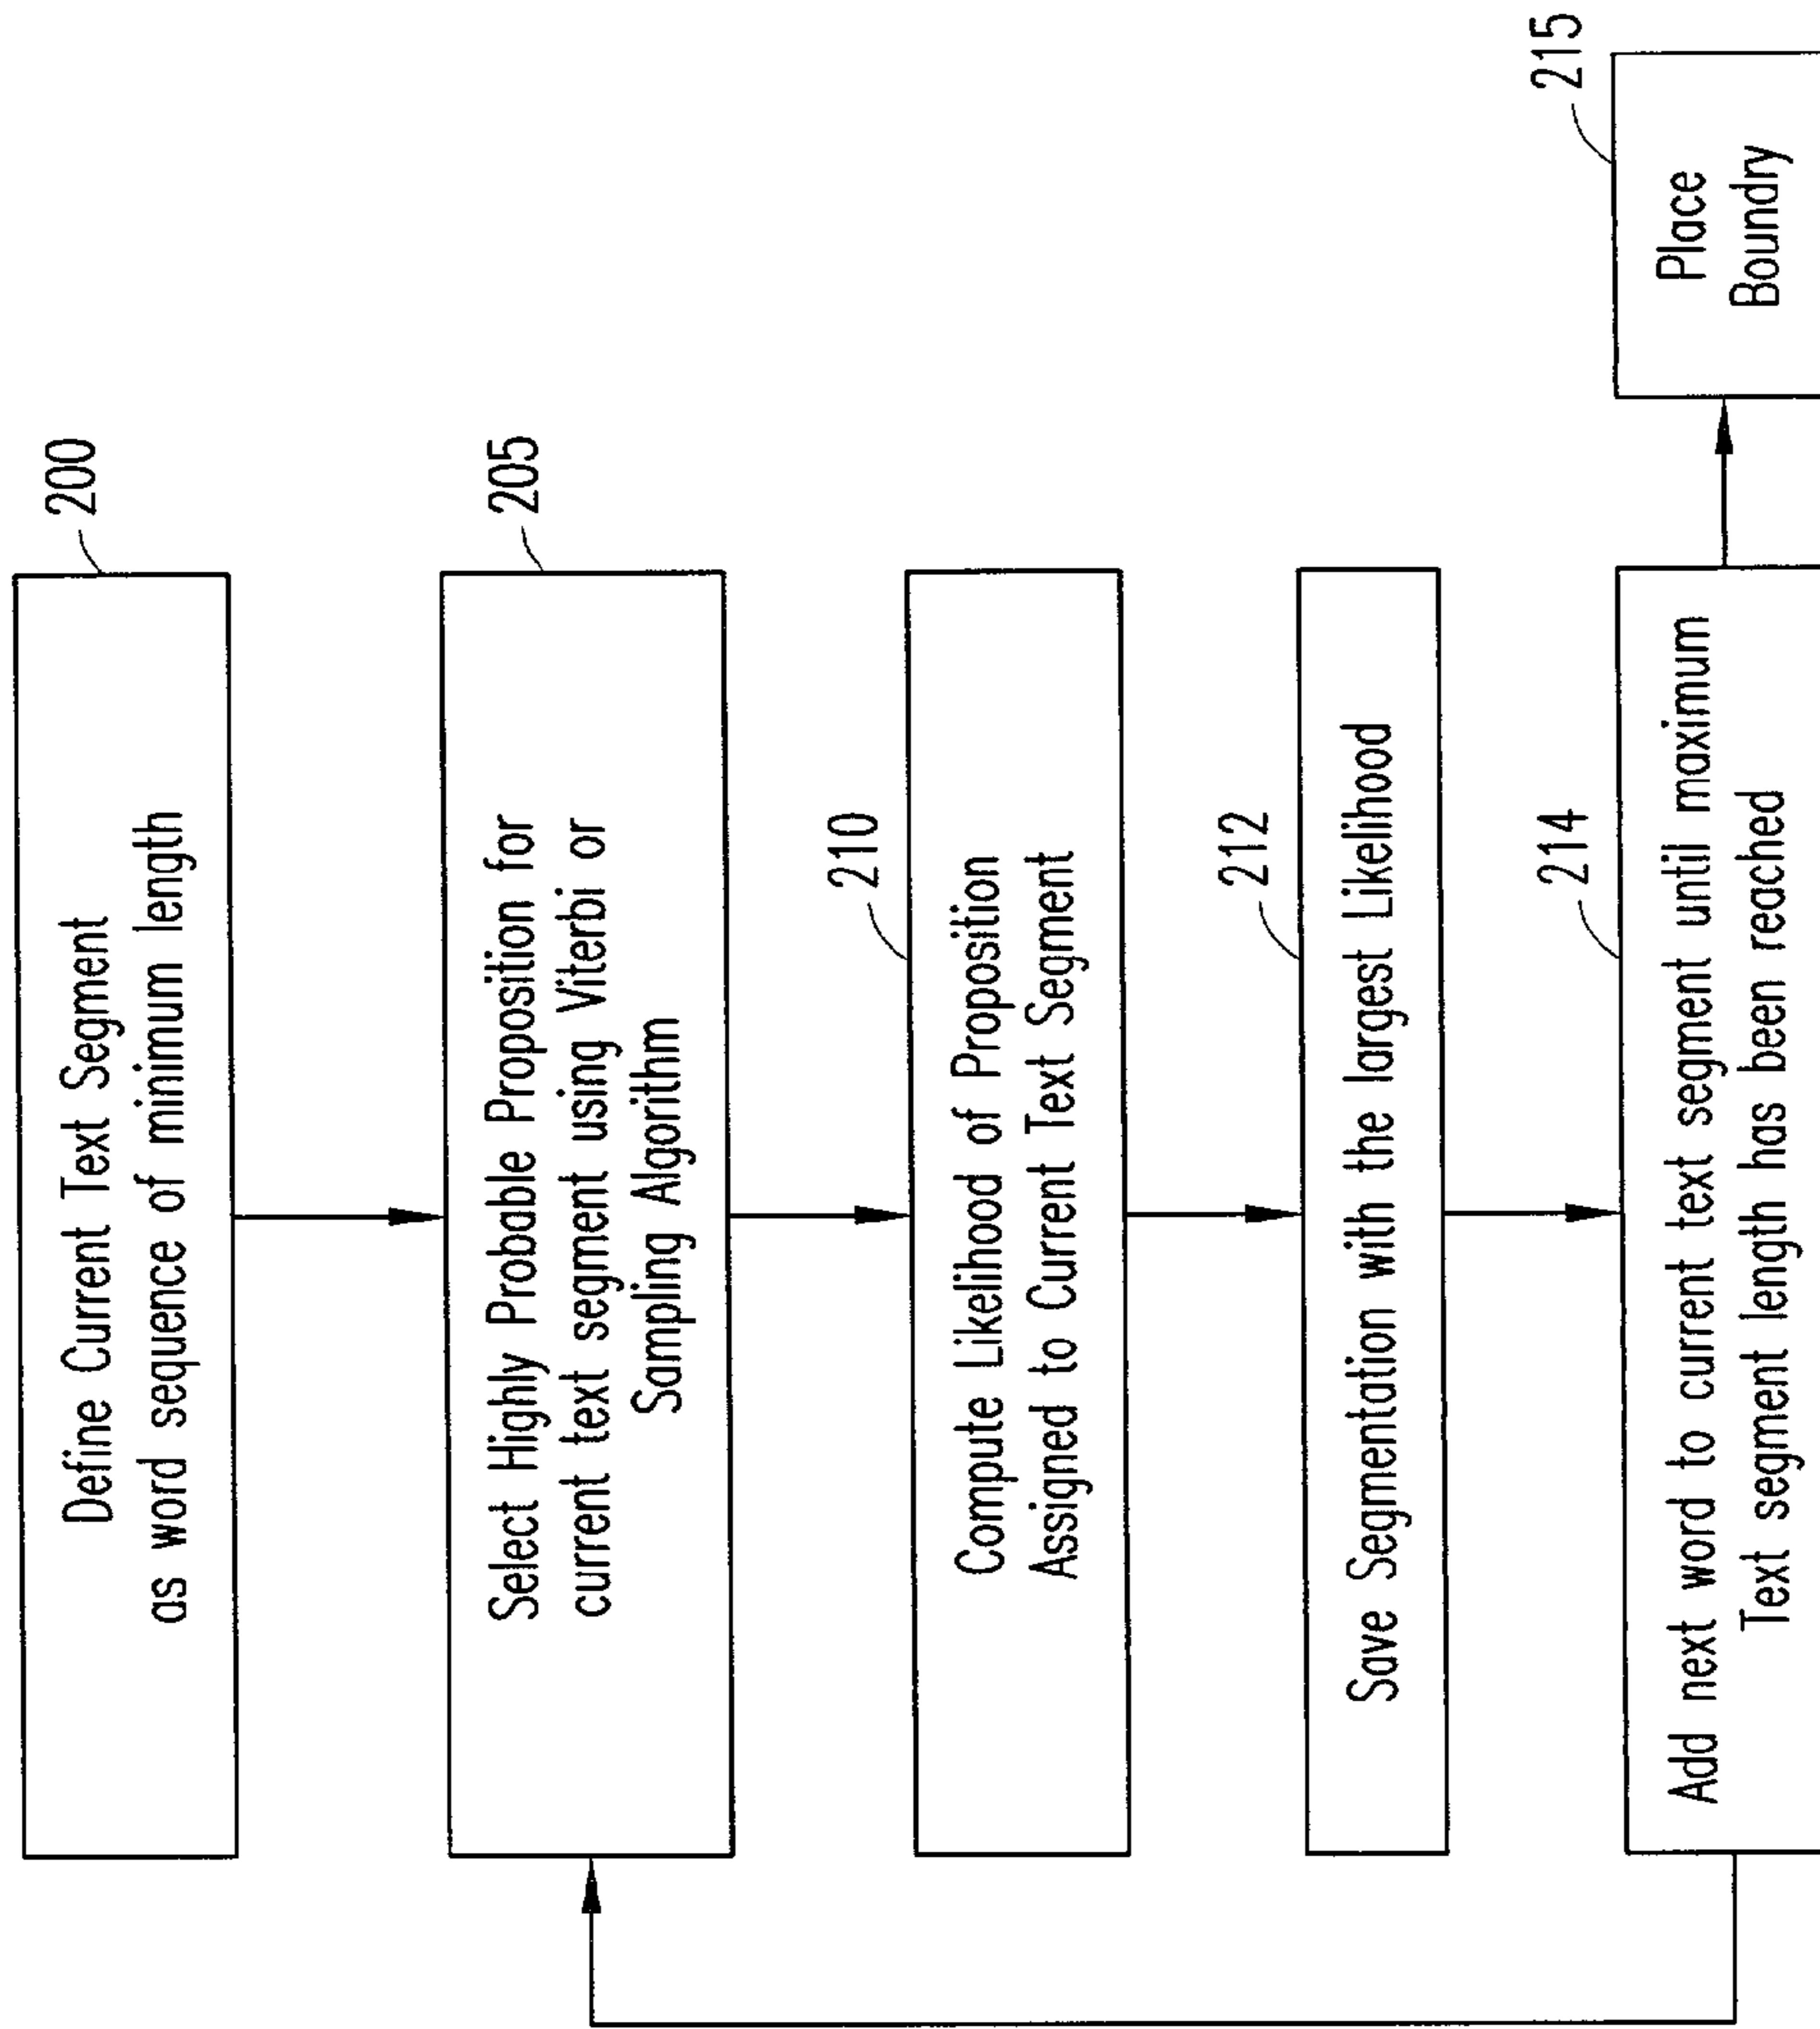 200
Define Current Text Segment
as word sequence of minimum length
205
Select Highly Probable Proposition for
current text segment using Viterbi or
Sampling Algorithm
210
Compute Likelihood of Proposition
Assigned to Current Text Segment
212
Save Segmentation with the largest Likelihood
214
Add next word to current text segment until maximum
Text segment length has been reached
215
Place
Boundry